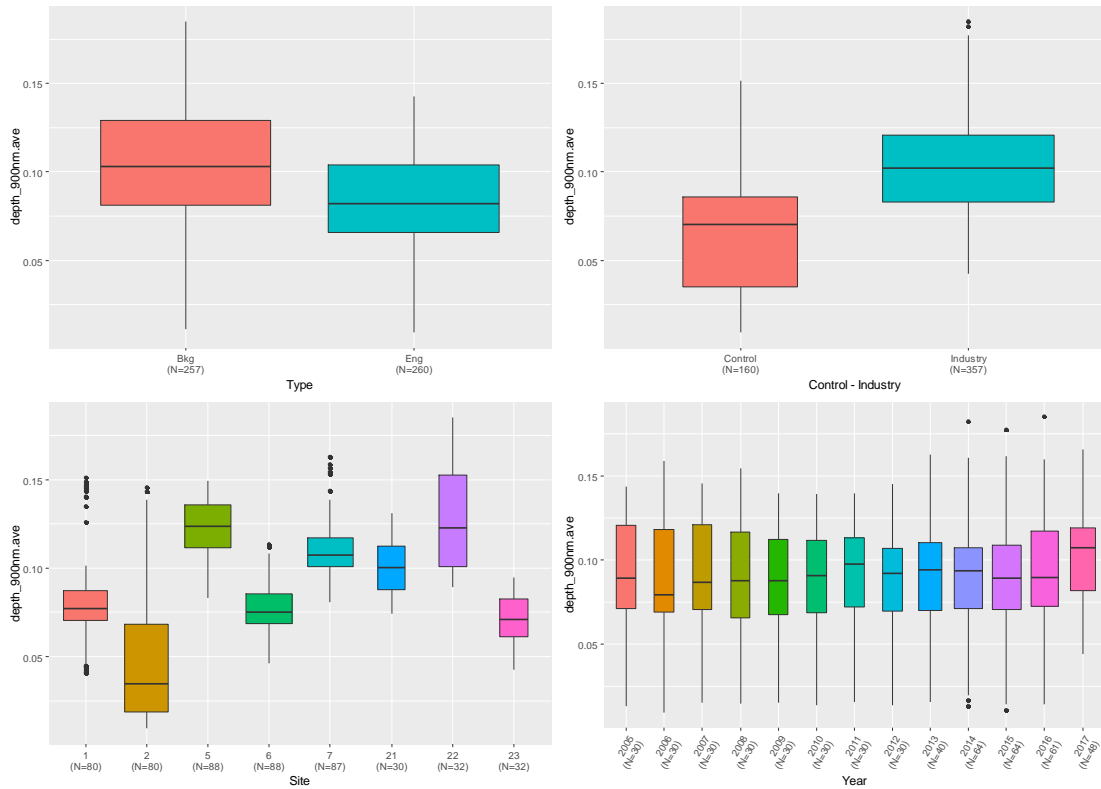 depth_900nm.ave
0.15
0.10
0.05
Bkg
(N=257)
Eng
(N=260)
Type
depth_900nm.ave
0.15
0.10
0.05
Control
(N=160)
Industry
(N=357)
Control - Industry
depth_900nm.ave
0.15
0.10
0.05
1
(N=80)
2
(N=80)
5
(N=88)
6
(N=88)
7
(N=87)
21
(N=30)
22
(N=32)
23
(N=32)
Site
depth_900nm.ave
0.15
0.10
0.05
2005
(N=30)
2006
(N=30)
2007
(N=30)
2008
(N=30)
2009
(N=30)
2010
(N=30)
2011
(N=30)
2012
(N=30)
2013
(N=40)
2014
(N=64)
2015
(N=64)
2016
(N=61)
2017
(N=48)
Year